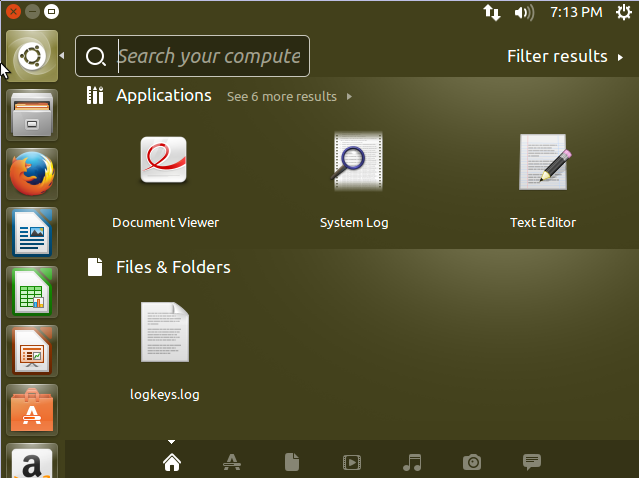 7:13 PM
Search your compute
Filter results
Applications See 6 more results
Document Viewer System Log Text Editor
Files & Folders
logkeys.log
a